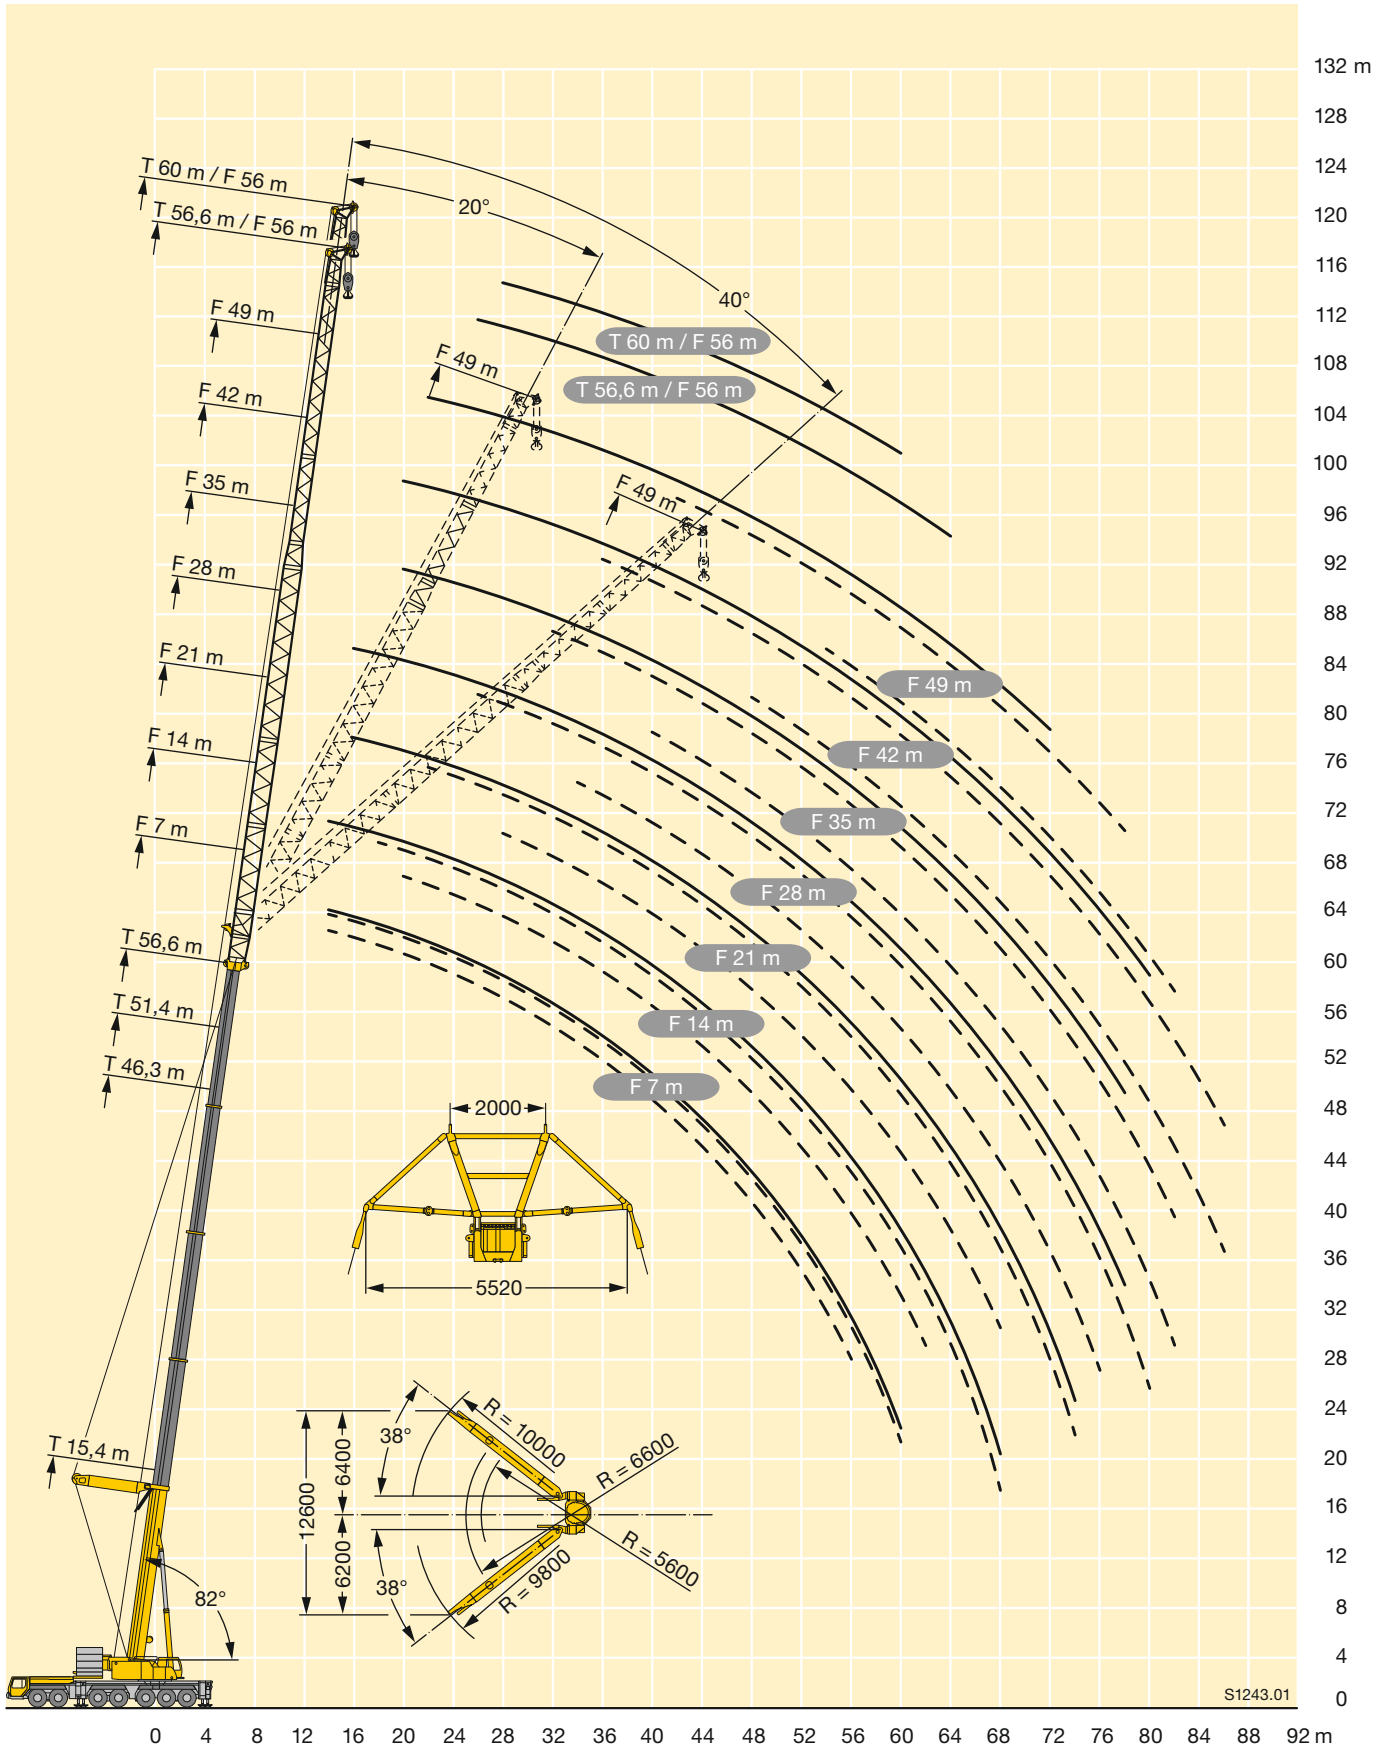 132 m
128
124
120
116
112
108
104
100
96
92
88
84
80
76
72
68
64
60
56
52
48
44
40
36
32
28
24
20
16
12
8
4
0
T 60 m / F 56 m
T 56,6 m / F 56 m
F 49 m
F 42 m
F 35 m
F 28 m
F 21 m
F 14 m
F 7 m
T 56,6 m
T 51,4 m
T 46,3 m
T 15,4 m
82°
20°
40°
F 49 m
F 49 m
T 60 m / F 56 m
T 56,6 m / F 56 m
F 49 m
F 42 m
F 35 m
F 28 m
F 21 m
F 14 m
F 7 m
2000
5520
12600
6400
6200
38°
38°
R = 10000
R = 6600
R = 5600
R = 9800
S1243.01
0 4 8 12 16 20 24 28 32 36 40 44 48 52 56 60 64 68 72 76 80 84 88 92 m